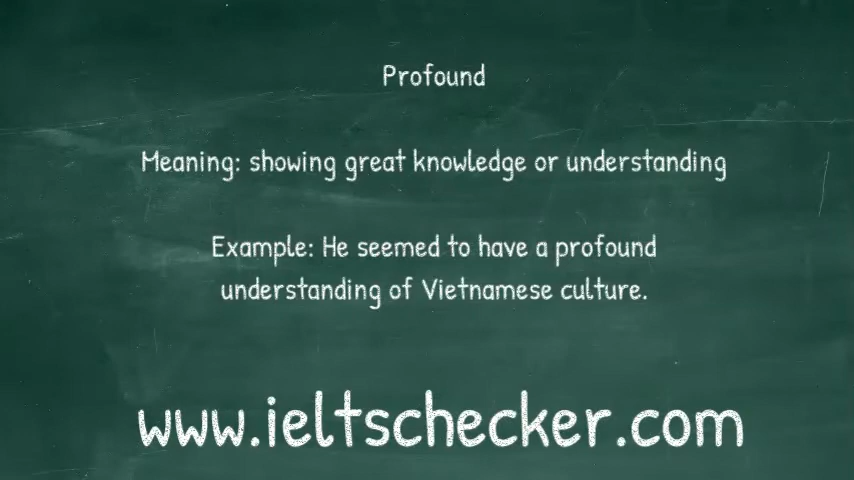 Profound
Meaning: showing great knowledge or understanding
Example: He seemed to have a profound
understanding of Vietnamese culture.
www.ieltschecker.com